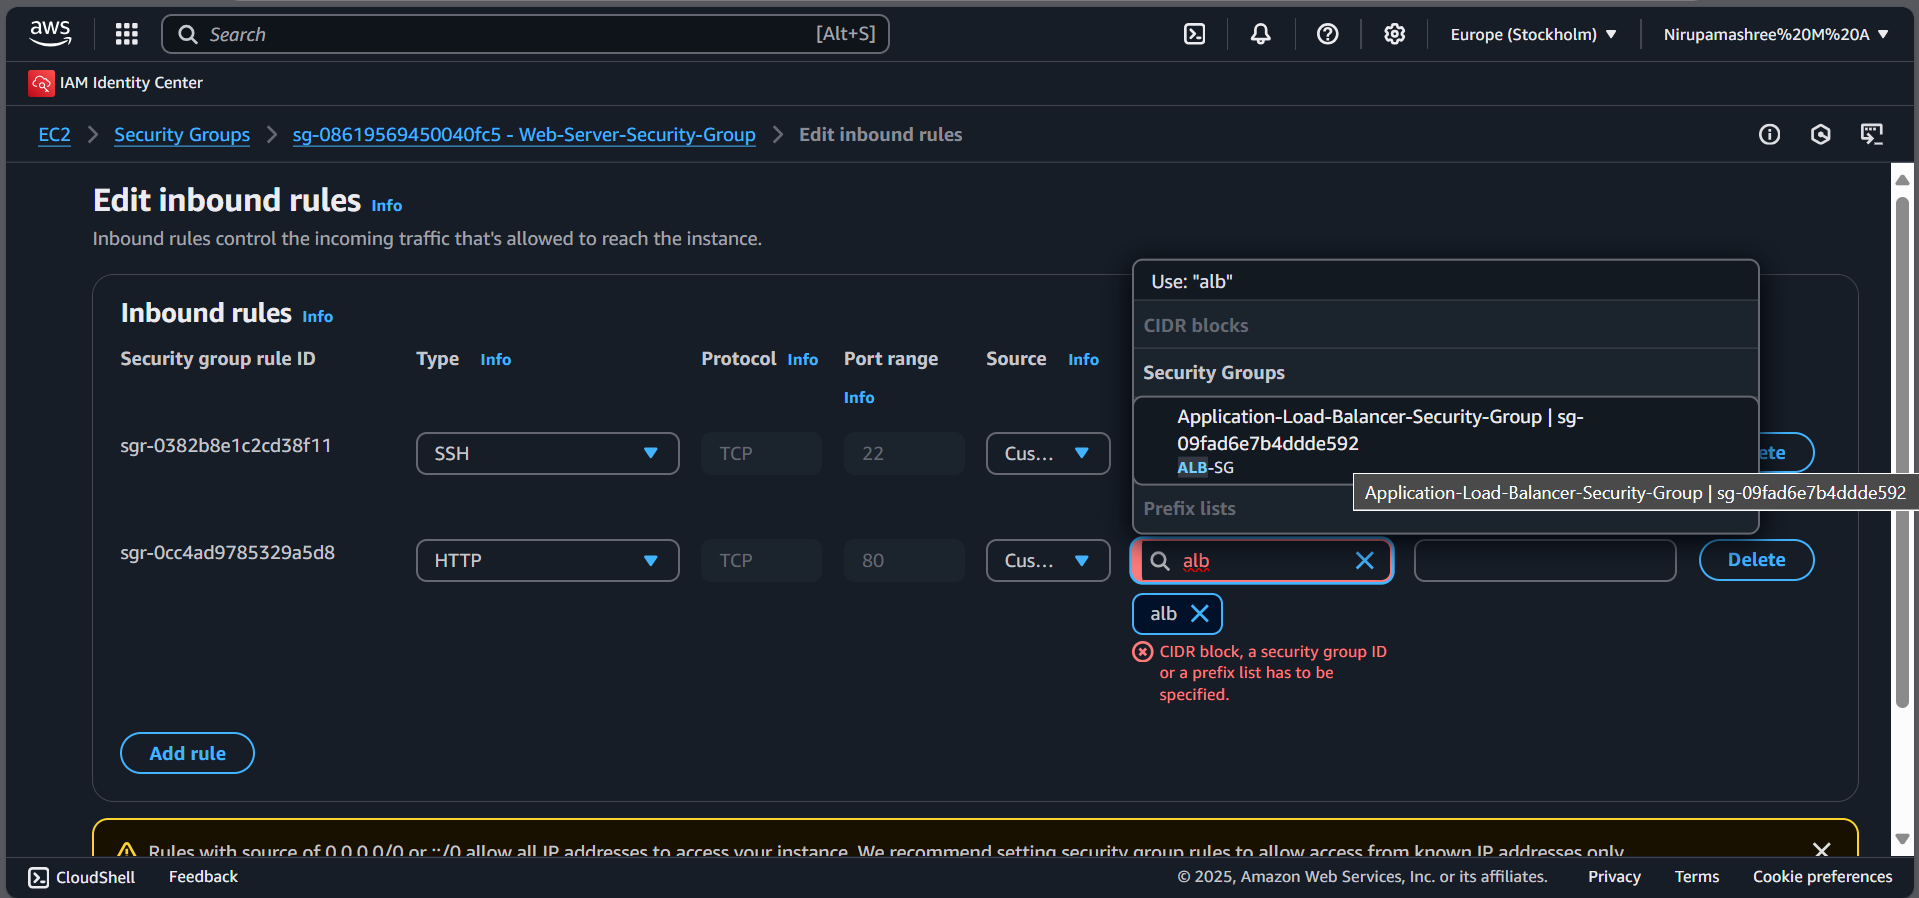 aws
Search
[Alt+S]
Europe (Stockholm)
Nirupamashree%20M%20A
IAM Identity Center
EC2
Security Groups
sg-08619569450040fc5 - Web-Server-Security-Group
Edit inbound rules
Edit inbound rules Info
Inbound rules control the incoming traffic that's allowed to reach the instance.
Inbound rules Info
Security group rule ID
Type Info
Protocol Info
Port range
Info
Source Info
Use: "alb"
CIDR blocks
Security Groups
Application-Load-Balancer-Security-Group | sg-
09fad6e7b4ddde592
ALB-SG
Prefix lists
Application-Load-Balancer-Security-Group | sg-09fad6e7b4ddde592
sgr-0382b8e1c2cd38f11
SSH
TCP
22
Cus...
ete
sgr-0cc4ad9785329a5d8
HTTP
TCP
80
Cus...
alb
Delete
alb
CIDR block, a security group ID
or a prefix list has to be
specified.
Add rule
Rules with source of 0.0.0.0/0 or ::/0 allow all IP addresses to access your instance. We recommend setting security group rules to allow access from known IP addresses only.
CloudShell
Feedback
© 2025, Amazon Web Services, Inc. or its affiliates.
Privacy
Terms
Cookie preferences